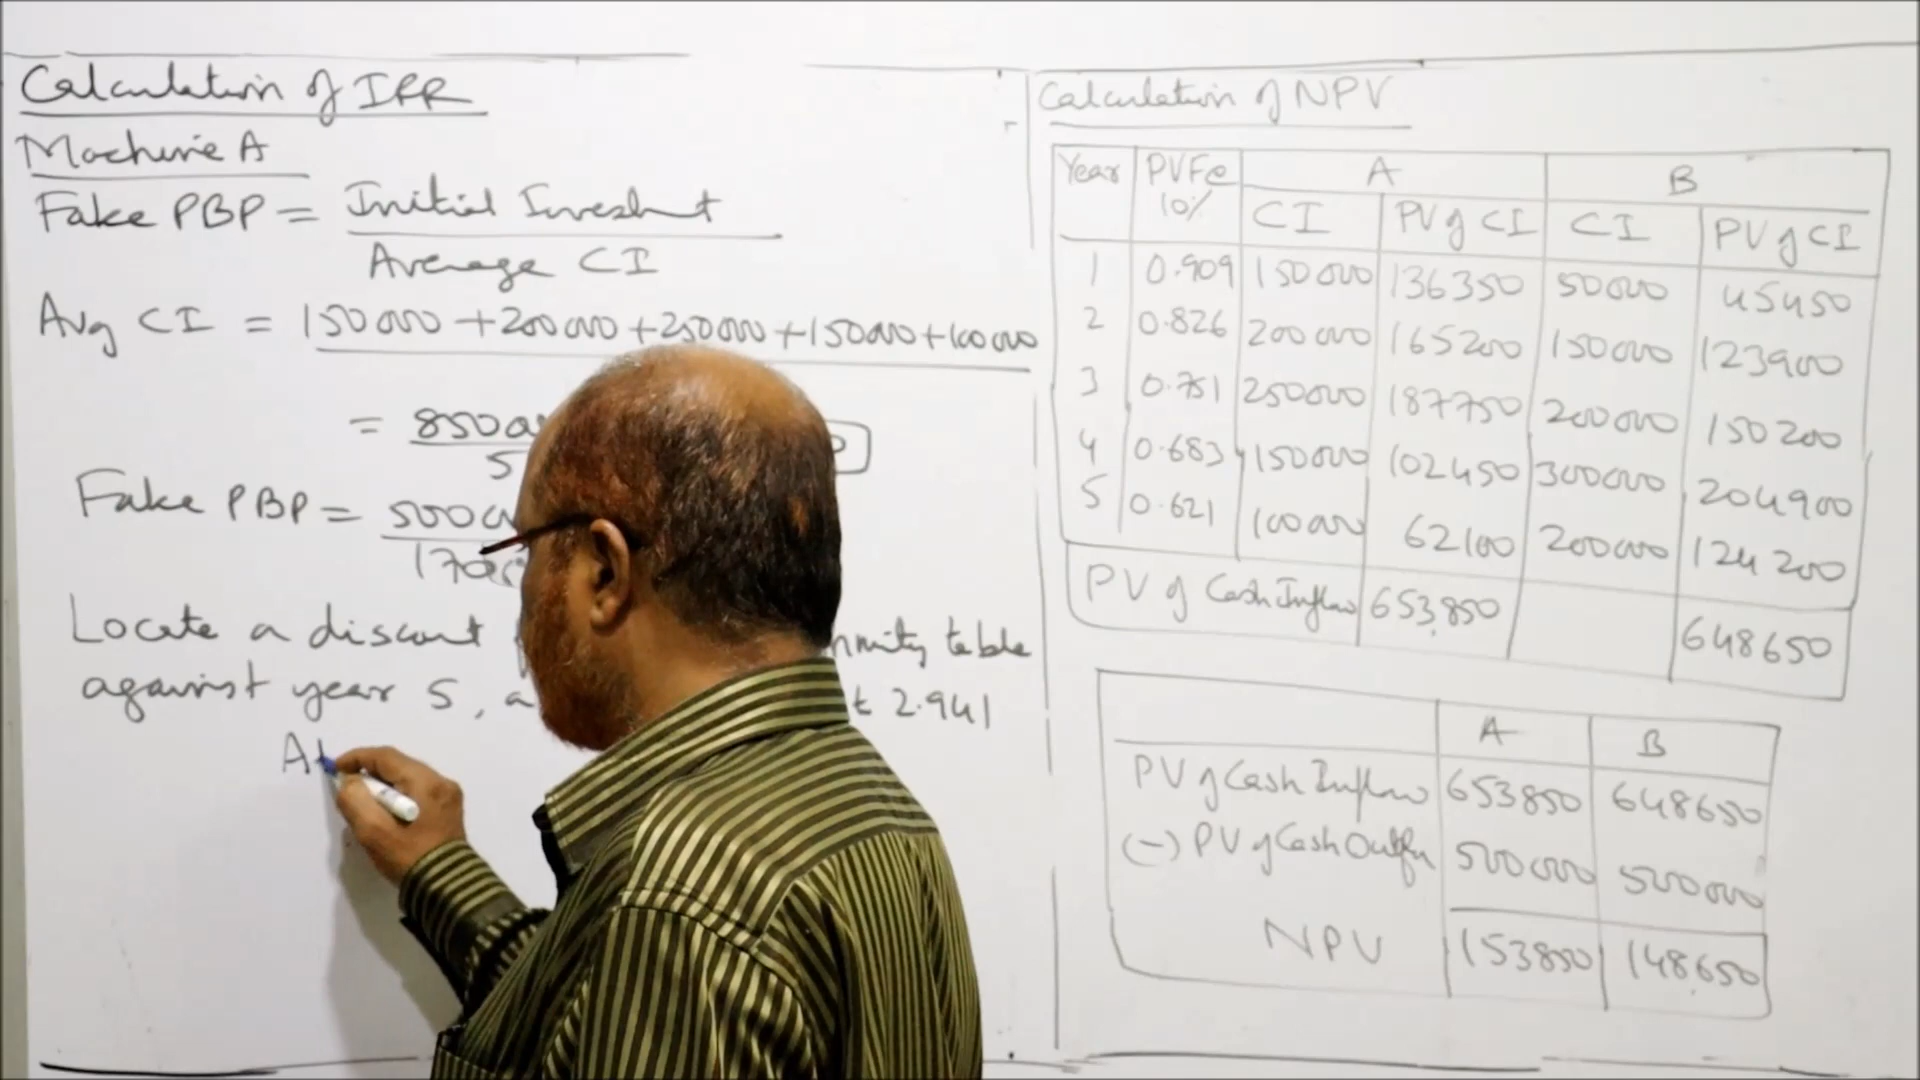 Calculation of IRR
Machine A
Fake PBP = Initial Investment
Average CI
Avg CI = 150000 + 200000 + 250000 + 150000 + 100000
= 8500
5
Fake PBP = 5000
170
Locate a discount
table
against year 5,
2.941
A
Calculation of NPV
Year PVF@ 10% A B
CI PV of CI CI PV of CI
1 0.909 150000 136350 50000 45450
2 0.826 200000 165200 150000 123900
3 0.751 250000 187750 200000 150200
4 0.683 150000 102450 300000 204900
5 0.621 100000 62100 200000 124200
PV of Cash Inflow 653850 648650
A B
PV of Cash Inflow 653850 648650
(-) PV of Cash Outflow 500000 500000
NPV 153850 148650